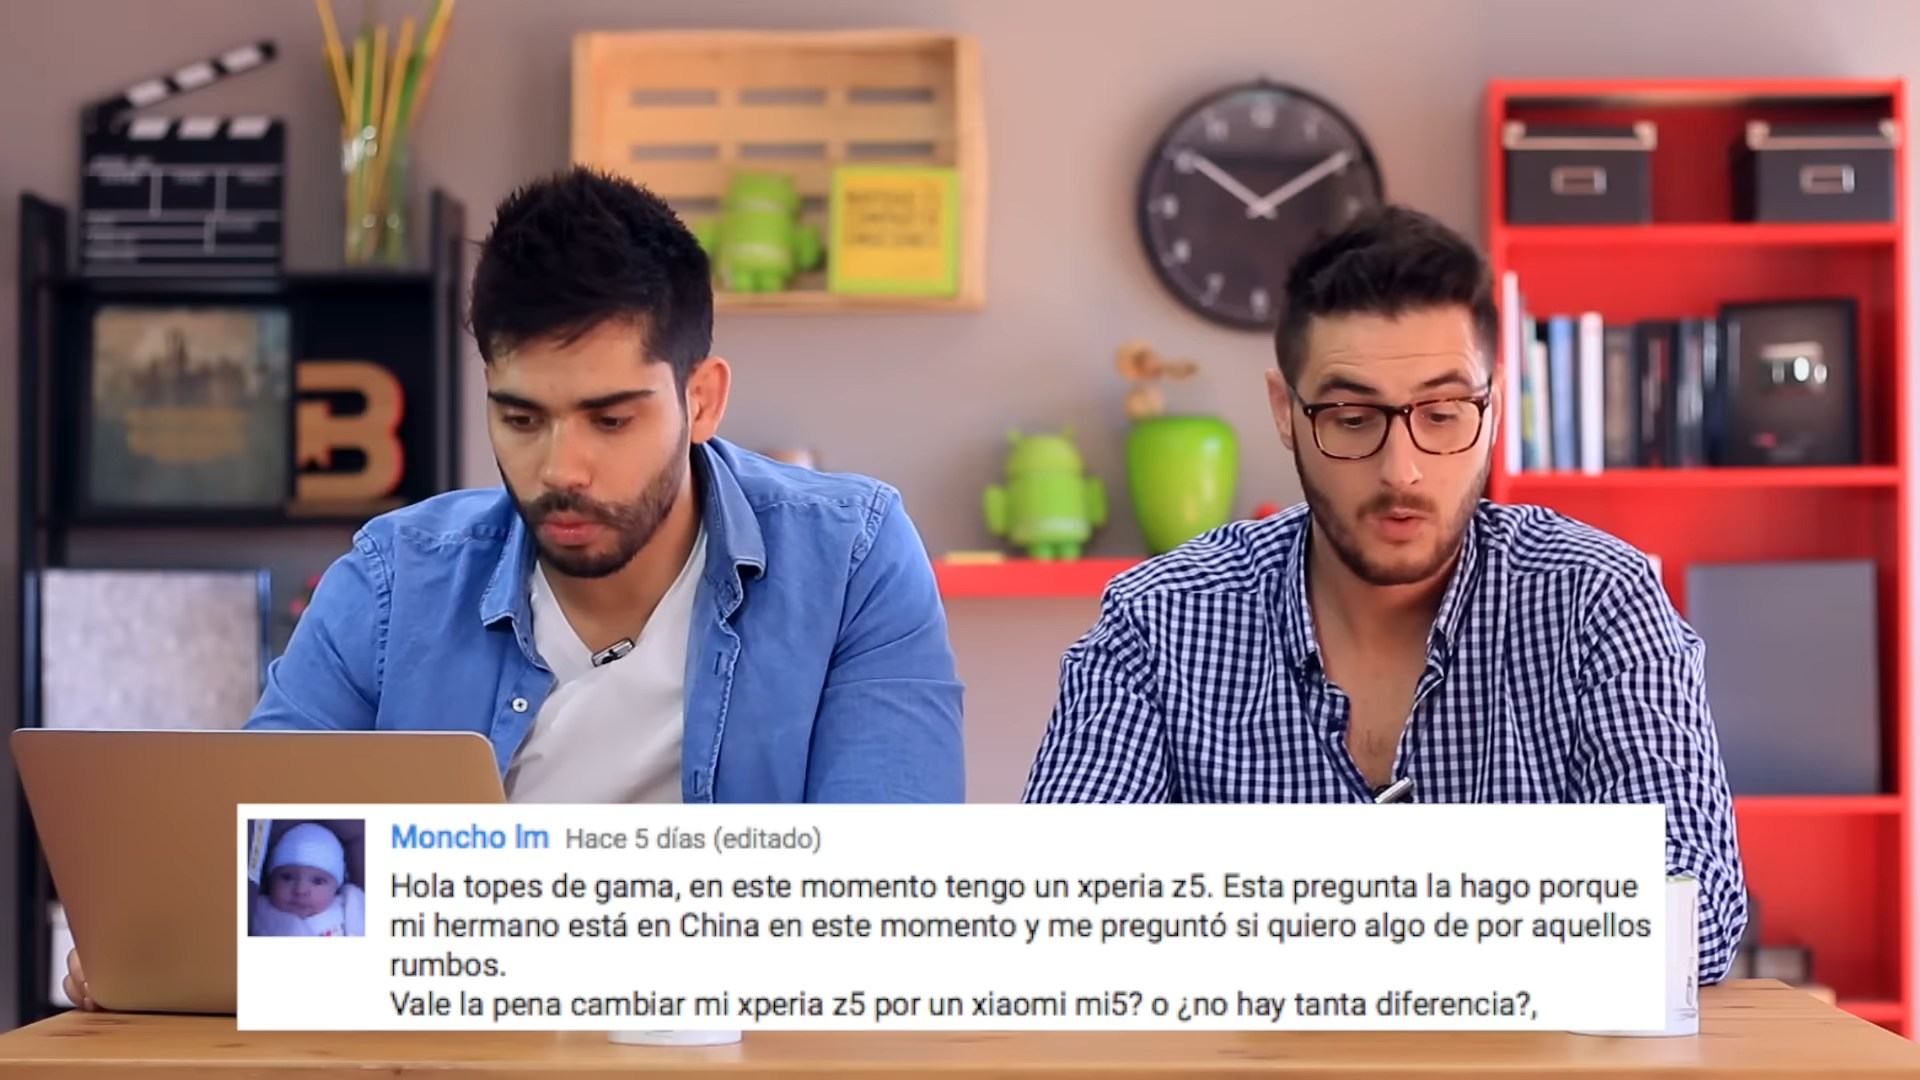 B
Moncho lm Hace 5 días (editado)
Hola topes de gama, en este momento tengo un xperia z5. Esta pregunta la hago porque
mi hermano está en China en este momento y me preguntó si quiero algo de por aquellos
rumbos.
Vale la pena cambiar mi xperia z5 por un xiaomi mi5? o ¿no hay tanta diferencia?,